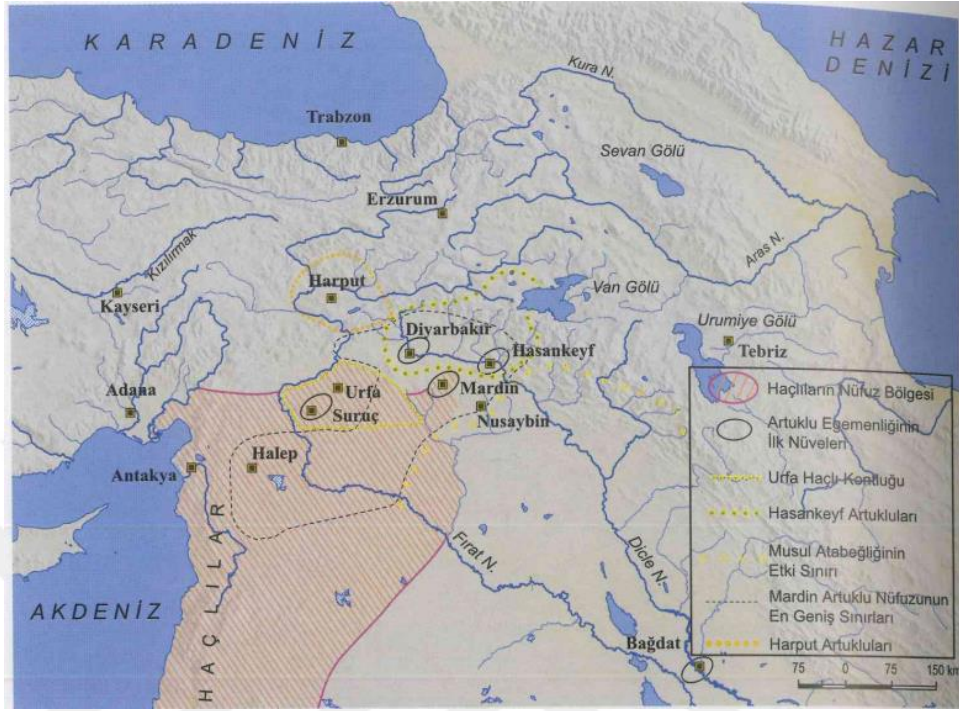 KARADENİZ
HAZAR
DENİZİ
Kura N.
Trabzon
Sevan Gölü
Erzurum
Kızılırmak
Aras N.
Harput
Van Gölü
Kayseri
Urumiye Gölü
Diyarbakır
Hasankeyf
Tebriz
Adana
Urfa
Mardin
Suruç
Nusaybin
Halep
Antakya
HAÇLILAR
Fırat N.
Dicle N.
AKDENİZ
Bağdat
Haçlıların Nüfuz Bölgesi
Artuklu Egemenliğinin
İlk Nüveleri
Urfa Haçlı Kontluğu
Hasankeyf Artukluları
Musul Atabeğliğinin
Etki Sınırı
Mardin Artuklu Nüfuzunun
En Geniş Sınırları
Harput Artukluları
75 0 75 150 km